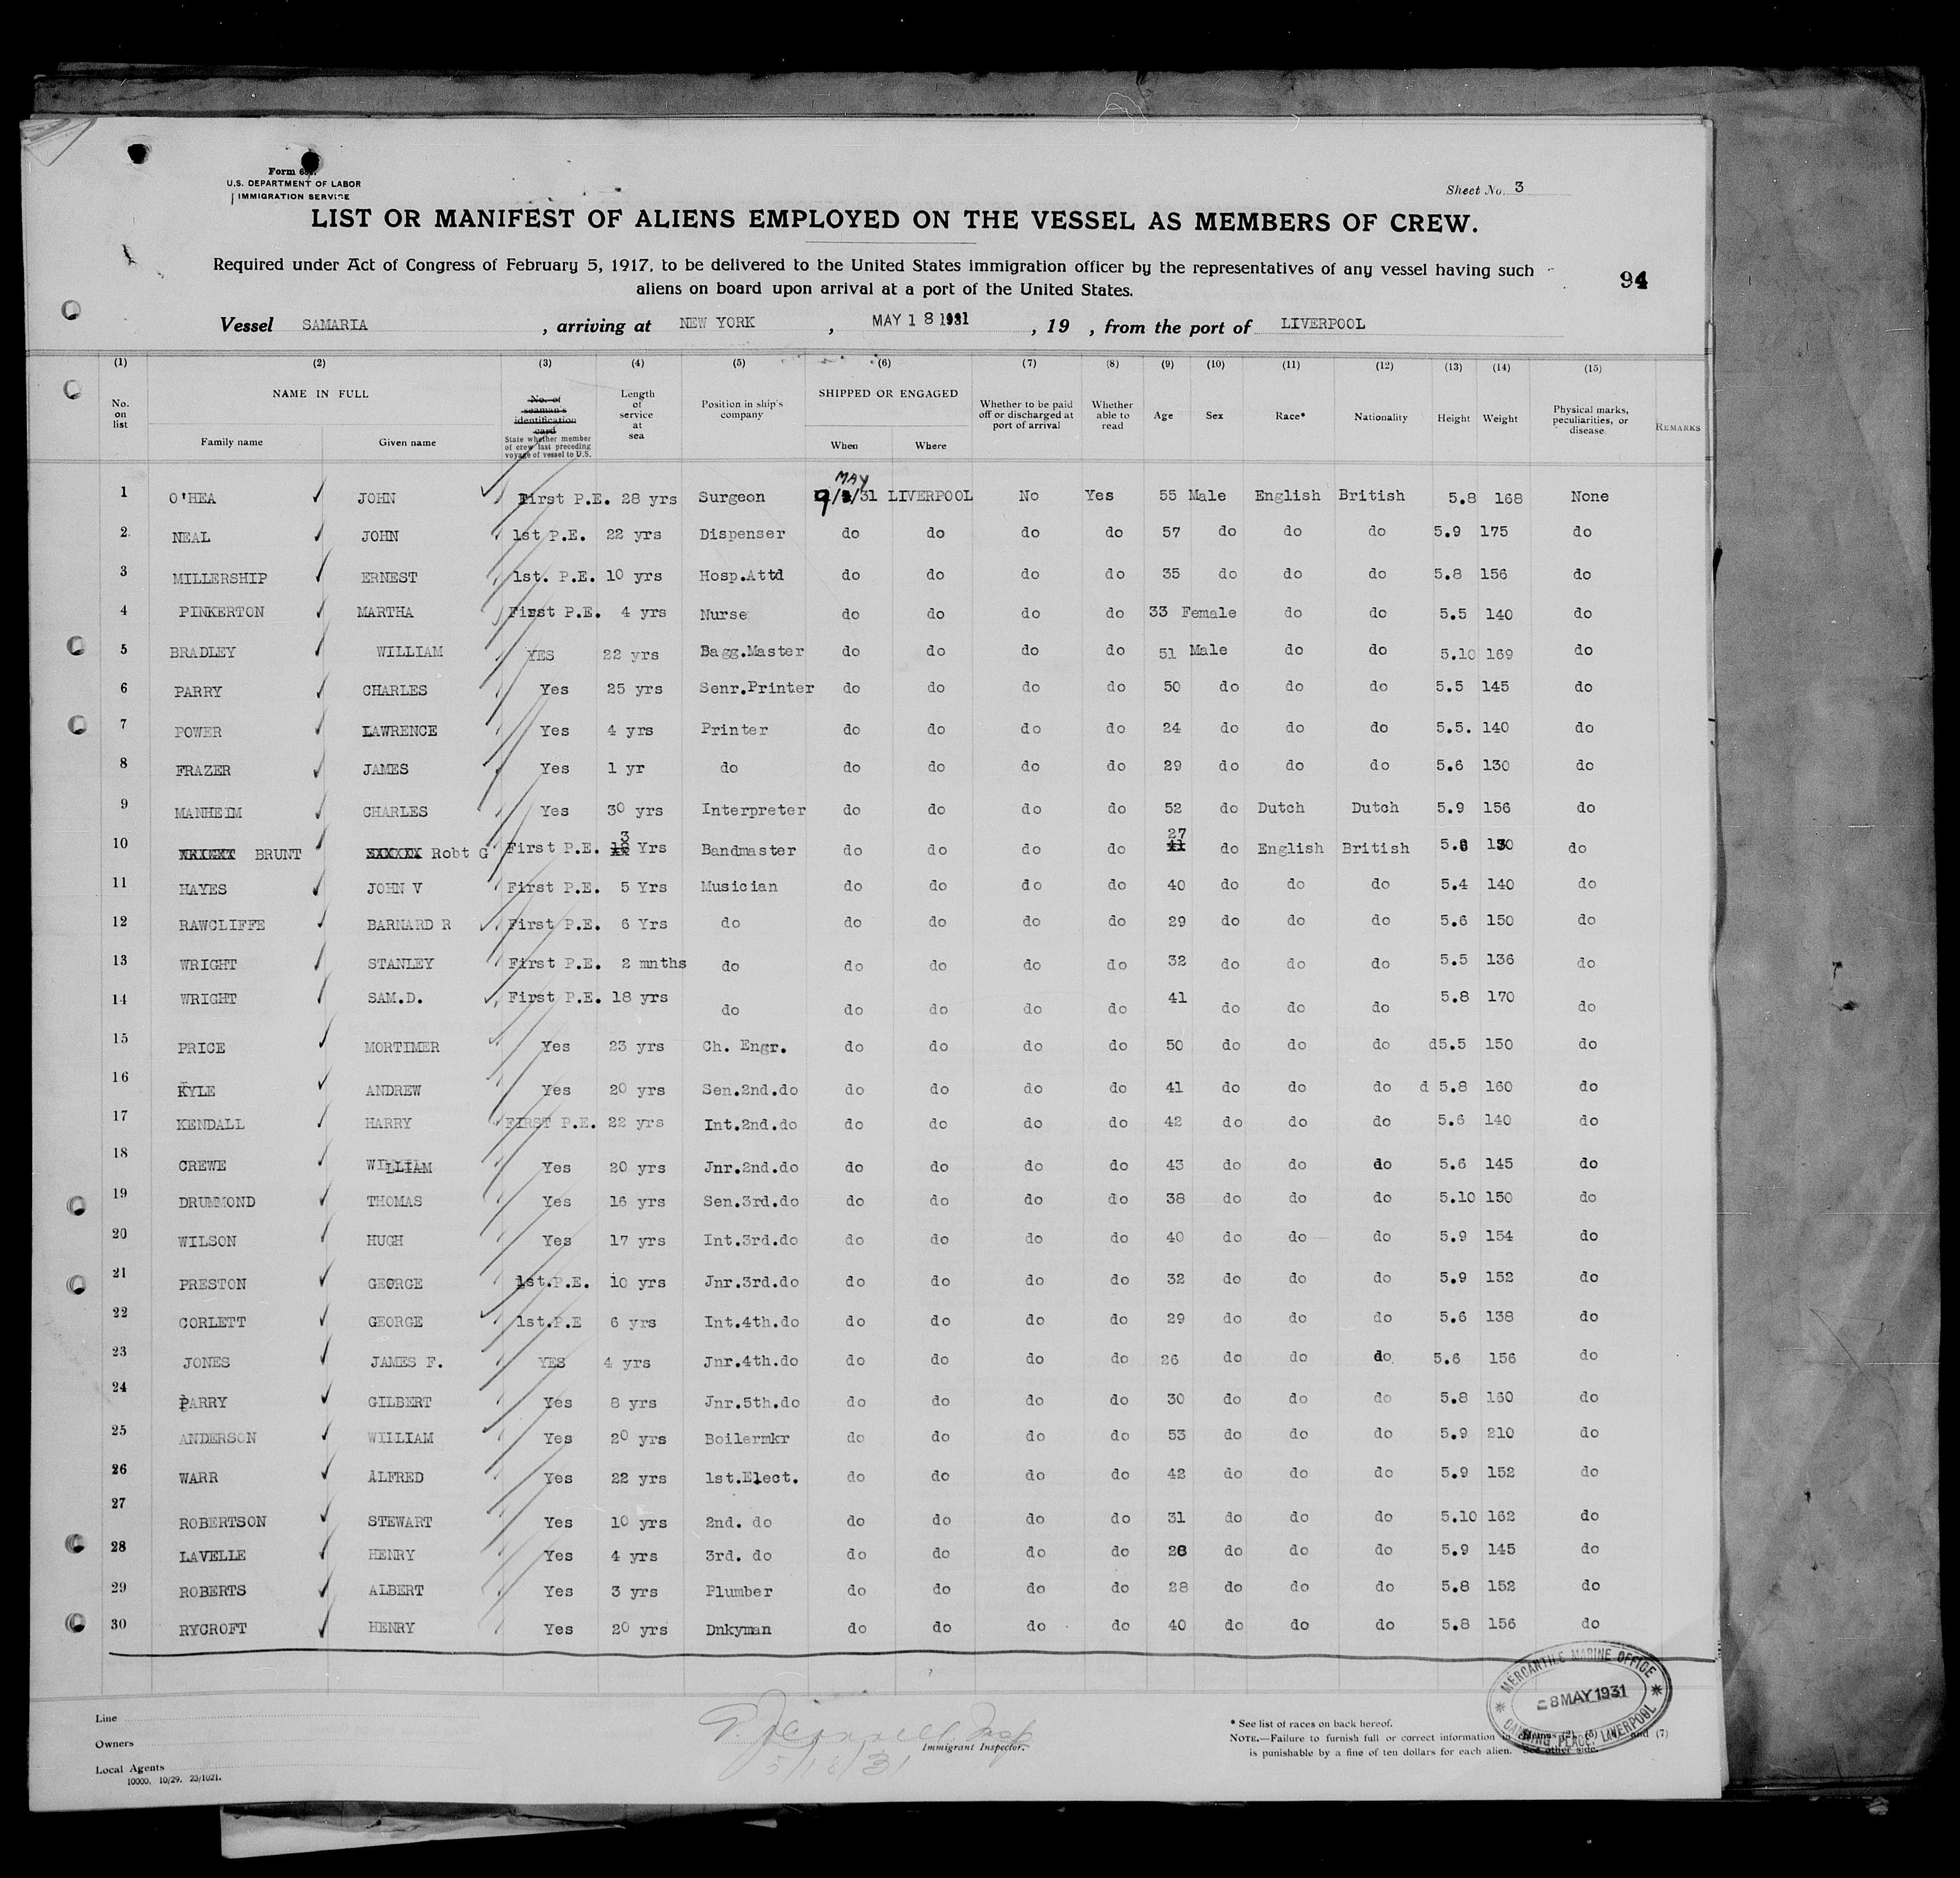 Form 680.
U.S. DEPARTMENT OF LABOR
IMMIGRATION SERVICE
Sheet No. 3
LIST OR MANIFEST OF ALIENS EMPLOYED ON THE VESSEL AS MEMBERS OF CREW.
Required under Act of Congress of February 5, 1917, to be delivered to the United States immigration officer by the representatives of any vessel having such
aliens on board upon arrival at a port of the United States.
94
Vessel SAMARIA , arriving at NEW YORK , MAY 18 1931 , 19 , from the port of LIVERPOOL
(1) (2) (3) (4) (5) (6) (7) (8) (9) (10) (11) (12) (13) (14) (15)
No. on list NAME IN FULL Family name Given name No. of seaman's identification card State whether member of crew last preceding voyage of vessel to U.S. Length of service at sea Position in ship's company SHIPPED OR ENGAGED When Where Whether to be paid off or discharged at port of arrival Whether able to read Age Sex Race* Nationality Height Weight Physical marks, peculiarities, or disease. REMARKS
MAY
1 O'HEA JOHN First P.E. 28 yrs Surgeon 9/ /31 LIVERPOOL No Yes 55 Male English British 5.8 168 None
2 NEAL JOHN 1st P.E. 22 yrs Dispenser do do do do 57 do do do 5.9 175 do
3 MILLERSHIP ERNEST 1st. P.E. 10 yrs Hosp.Attd do do do do 35 do do do 5.8 156 do
4 PINKERTON MARTHA First P.E. 4 yrs Nurse do do do do 33 Female do do 5.5 140 do
5 BRADLEY WILLIAM YES 22 yrs Bagg.Master do do do do 51 Male do do 5.10 169 do
6 PARRY CHARLES Yes 25 yrs Senr.Printer do do do do 50 do do do 5.5 145 do
7 POWER LAWRENCE Yes 4 yrs Printer do do do do 24 do do do 5.5. 140 do
8 FRAZER JAMES Yes 1 yr do do do do do 29 do do do 5.6 130 do
9 MANHEIM CHARLES Yes 30 yrs Interpreter do do do do 52 do Dutch Dutch 5.9 156 do
10 BRUNT Robt G First P.E. 3 Yrs Bandmaster do do do do 27 do English British 5.8 130 do
11 HAYES JOHN V First P.E. 5 Yrs Musician do do do do 40 do do do 5.4 140 do
12 RAWCLIFFE BARNARD R First P.E. 6 Yrs do do do do do 29 do do do 5.6 150 do
13 WRIGHT STANLEY First P.E. 2 mnths do do do do do 32 do do do 5.5 136 do
14 WRIGHT SAM.D. First P.E. 18 yrs do do do do do 41 do do do 5.8 170 do
15 PRICE MORTIMER Yes 23 yrs Ch. Engr. do do do do 50 do do do d5.5 150 do
16 KYLE ANDREW Yes 20 yrs Sen.2nd.do do do do do 41 do do do d 5.8 160 do
17 KENDALL HARRY FIRST P.E. 22 yrs Int.2nd.do do do do do 42 do do do 5.6 140 do
18 CREWE WILLIAM Yes 20 yrs Jnr.2nd.do do do do do 43 do do do 5.6 145 do
19 DRUMMOND THOMAS Yes 16 yrs Sen.3rd.do do do do do 38 do do do 5.10 150 do
20 WILSON HUGH Yes 17 yrs Int.3rd.do do do do do 40 do do do 5.9 154 do
21 PRESTON GEORGE 1st.P.E. 10 yrs Jnr.3rd.do do do do do 32 do do do 5.9 152 do
22 CORLETT GEORGE 1st.P.E 6 yrs Int.4th.do do do do do 29 do do do 5.6 138 do
23 JONES JAMES F. YES 4 yrs Jnr.4th.do do do do do 26 do do do. 5.6 156 do
24 PARRY GILBERT Yes 8 yrs Jnr.5th.do do do do do 30 do do do 5.8 160 do
25 ANDERSON WIILIAM Yes 20 yrs Boilermkr do do do do 53 do do do 5.9 210 do
26 WARR ALFRED Yes 22 yrs 1st.Elect. do do do do 42 do do do 5.9 152 do
27 ROBERTSON STEWART Yes 10 yrs 2nd. do do do do do 31 do do do 5.10 162 do
28 LAVELLE HENRY Yes 4 yrs 3rd. do do do do do 26 do do do 5.9 145 do
29 ROBERTS ALBERT Yes 3 yrs Plumber do do do do 28 do do do 5.8 152 do
30 RYCROFT HENRY Yes 20 yrs Dnkyman do do do do 40 do do do 5.8 156 do
MERCANTILE MARINE OFFICE
8 MAY 1931
CANNING PLACE, LIVERPOOL
Line
Owners
Local Agents
10000, 10/29. 23/1021.
Insp
Immigrant Inspector.
5/18/31
* See list of races on back hereof.
NOTE.—Failure to furnish full or correct information in (2), (5) and (7)
is punishable by a fine of ten dollars for each alien. See other side.